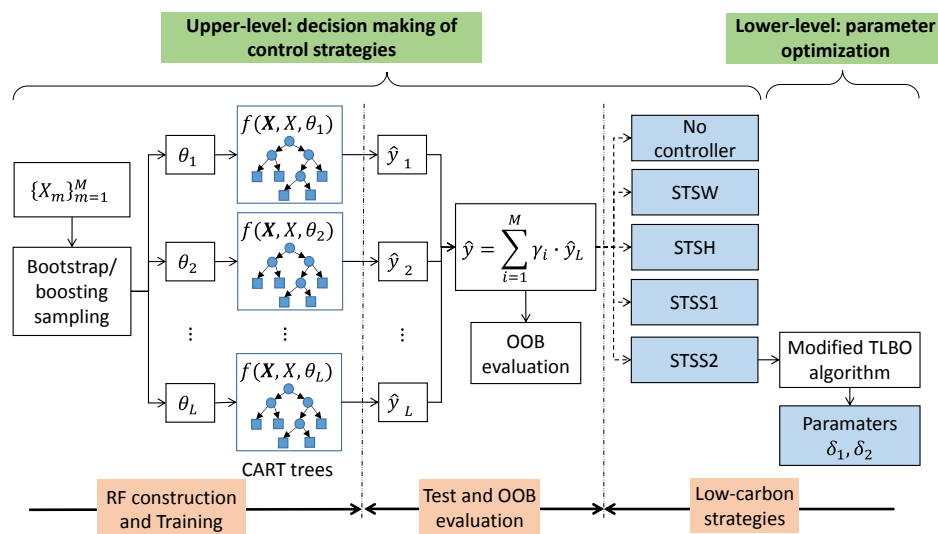 Upper-level: decision making of
control strategies
Lower-level: parameter
optimization
{X_m}_{m=1}^M
Bootstrap/
boosting
sampling
θ_1
f(X, X, θ_1)
ŷ_1
θ_2
f(X, X, θ_2)
ŷ_2
⋮
⋮
⋮
θ_L
f(X, X, θ_L)
ŷ_L
CART trees
ŷ = ∑_{i=1}^{M} γ_i · ŷ_L
OOB
evaluation
No
controller
STSW
STSH
STSS1
STSS2
Modified TLBO
algorithm
Paramaters
δ_1, δ_2
RF construction
and Training
Test and OOB
evaluation
Low-carbon
strategies